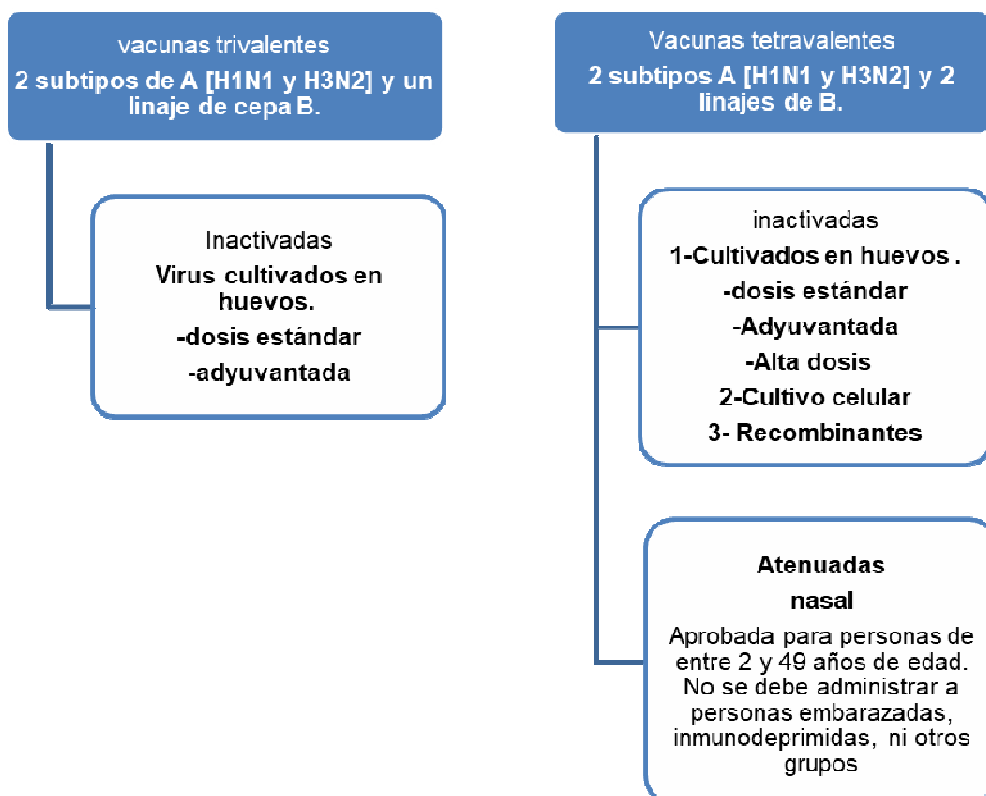 vacunas trivalentes
2 subtipos de A [H1N1 y H3N2] y un
linaje de cepa B.
Inactivadas
Virus cultivados en
huevos.
-dosis estándar
-adyuvantada
Vacunas tetravalentes
2 subtipos A [H1N1 y H3N2] y 2
linajes de B.
inactivadas
1-Cultivados en huevos .
-dosis estándar
-Adyuvantada
-Alta dosis
2-Cultivo celular
3- Recombinantes
Atenuadas
nasal
Aprobada para personas de
entre 2 y 49 años de edad.
No se debe administrar a
personas embarazadas,
inmunodeprimidas, ni otros
grupos